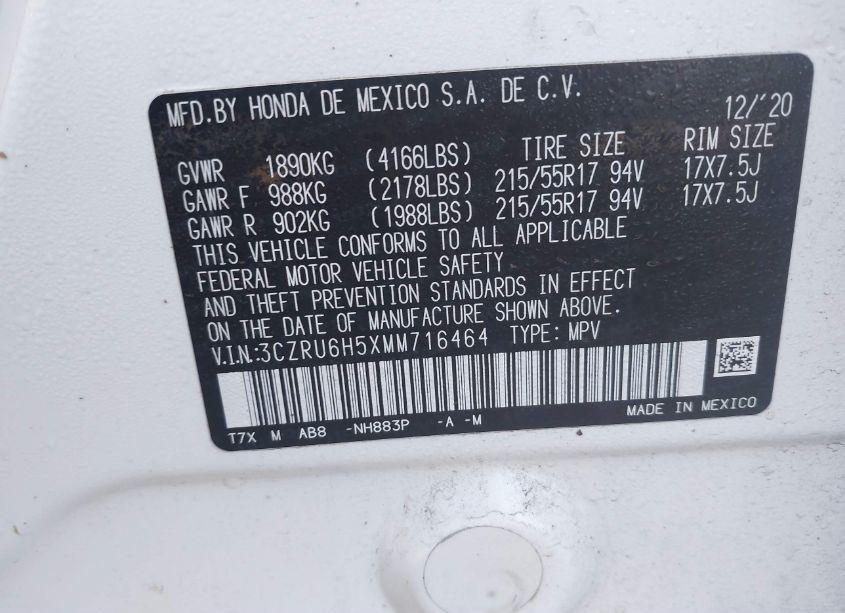 MFD.BY HONDA DE MEXICO S.A. DE C.V. 12/'20
GVWR 1890KG (4166LBS) TIRE SIZE RIM SIZE
GAWR F 988KG (2178LBS) 215/55R17 94V 17X7.5J
GAWR R 902KG (1988LBS) 215/55R17 94V 17X7.5J
THIS VEHICLE CONFORMS TO ALL APPLICABLE
FEDERAL MOTOR VEHICLE SAFETY
AND THEFT PREVENTION STANDARDS IN EFFECT
ON THE DATE OF MANUFACTURE SHOWN ABOVE.
V.I.N.:3CZRU6H5XMM716464 TYPE: MPV
T7X M AB8 -NH883P -A -M MADE IN MEXICO